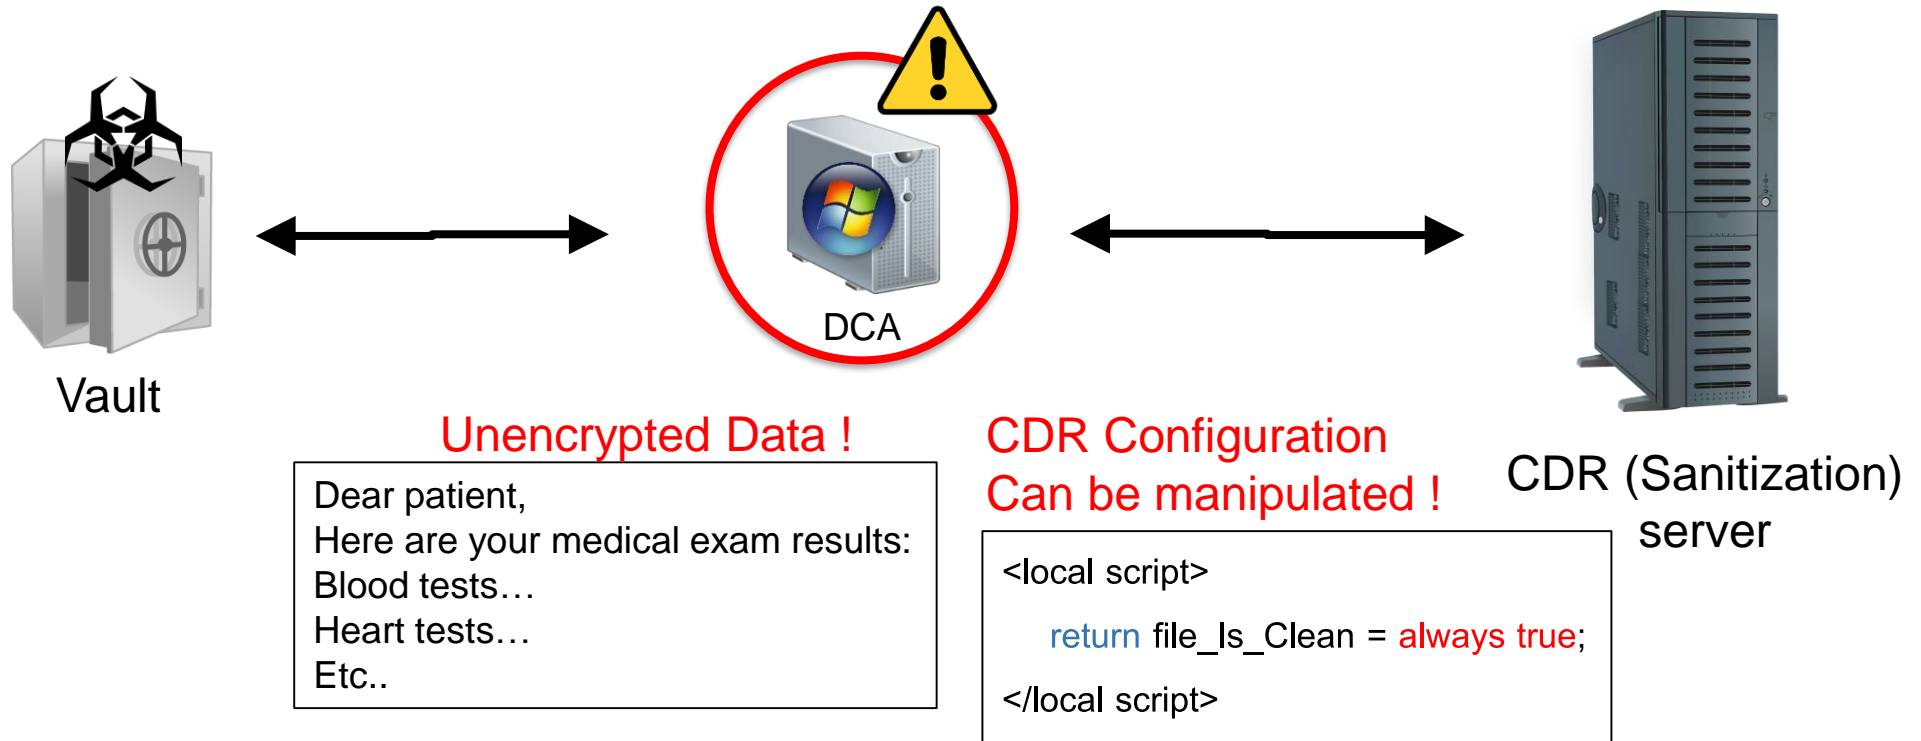 DCA
Vault
Unencrypted Data !
Dear patient,
Here are your medical exam results:
Blood tests…
Heart tests…
Etc..
CDR Configuration
Can be manipulated !
<local script>
return file_Is_Clean = always true;
</local script>
CDR (Sanitization)
server